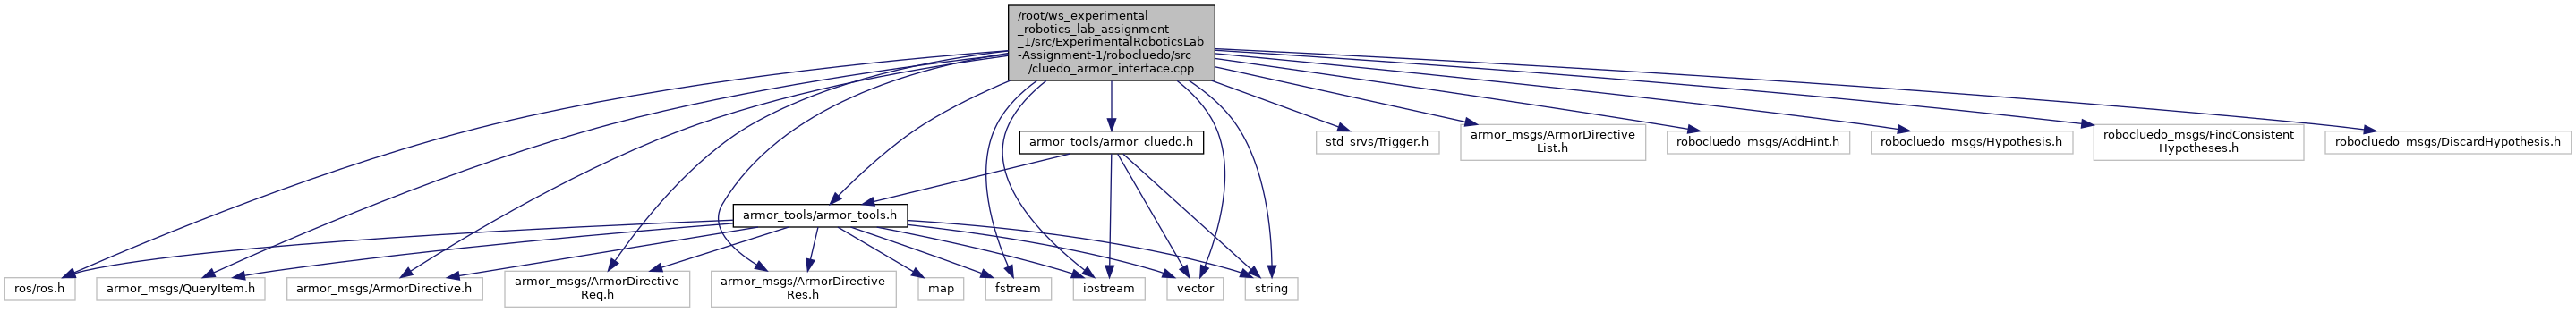 /root/ws_experimental
_robotics_lab_assignment
_1/src/ExperimentalRoboticsLab
-Assignment-1/robocluedo/src
/cluedo_armor_interface.cpp
armor_tools/armor_cluedo.h
std_srvs/Trigger.h
armor_msgs/ArmorDirective
List.h
robocluedo_msgs/AddHint.h
robocluedo_msgs/Hypothesis.h
robocluedo_msgs/FindConsistent
Hypotheses.h
robocluedo_msgs/DiscardHypothesis.h
armor_tools/armor_tools.h
ros/ros.h
armor_msgs/QueryItem.h
armor_msgs/ArmorDirective.h
armor_msgs/ArmorDirective
Req.h
armor_msgs/ArmorDirective
Res.h
map
fstream
iostream
vector
string